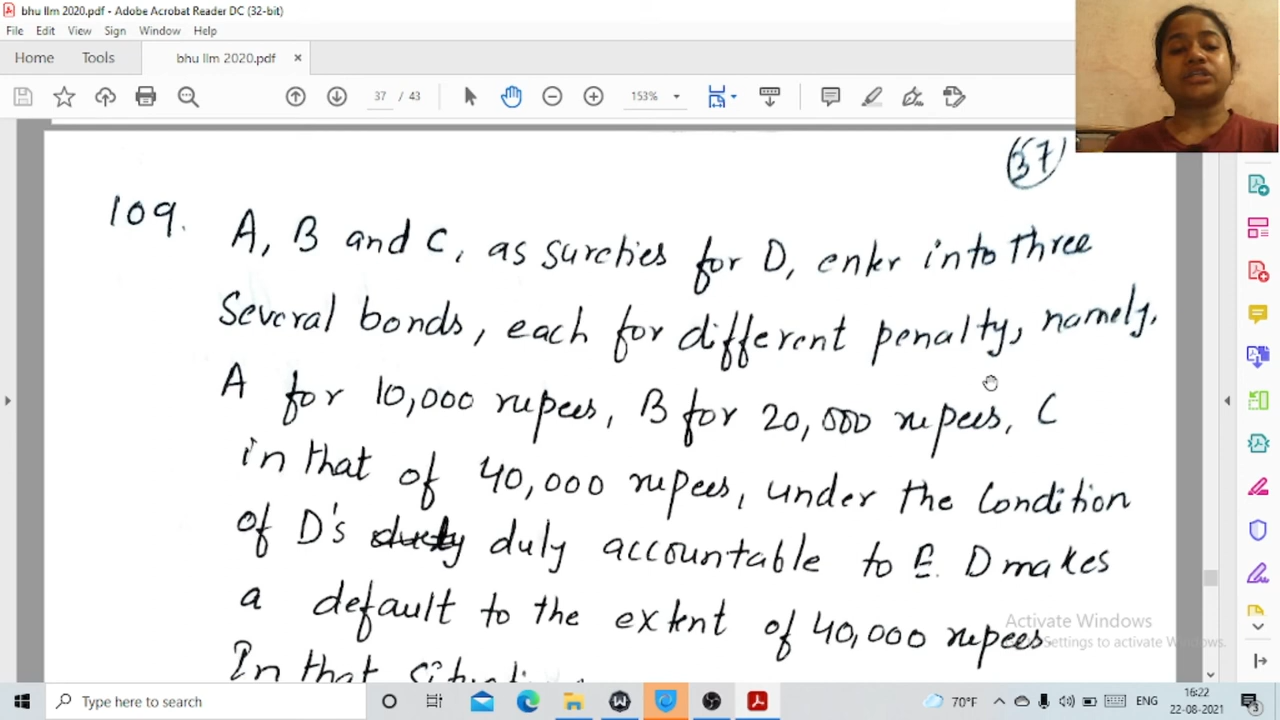 bhu llm 2020.pdf - Adobe Acrobat Reader DC (32-bit)
File Edit View Sign Window Help
Home Tools bhu llm 2020.pdf ×
37 / 43 153%
37
109. A, B and C, as sureties for D, enter into three
Several bonds, each for different penalty, namely,
A for 10,000 rupees, B for 20,000 rupees, C
in that of 40,000 rupees, under the Condition
of D's duly accountable to E. D makes
a default to the extent of 40,000 rupees.
Activate Windows
In that
Type here to search
70°F
ENG
16:22
22-08-2021
3